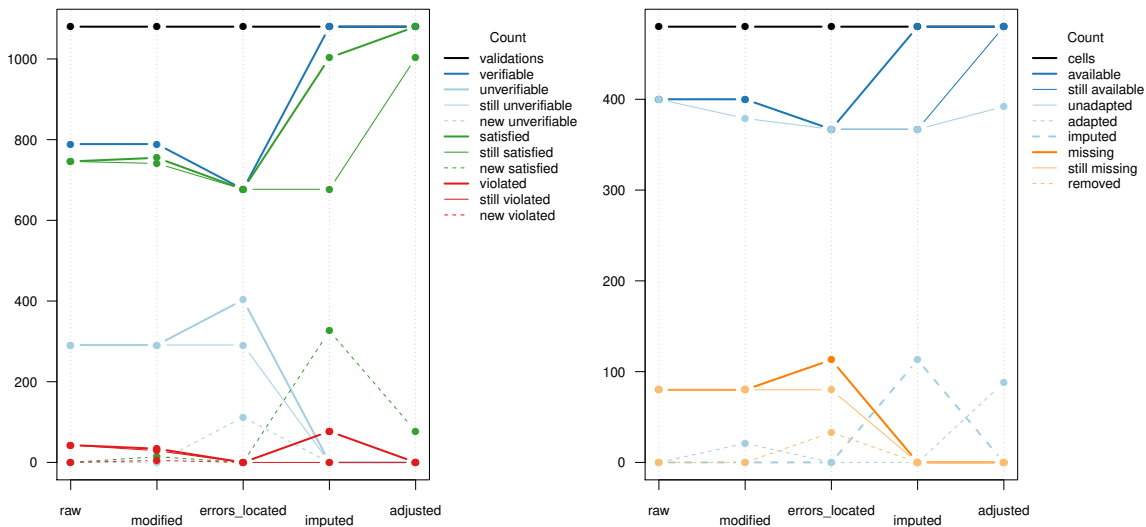 Count
validations
verifiable
unverifiable
still unverifiable
new unverifiable
satisfied
still satisfied
new satisfied
violated
still violated
new violated
1000
800
600
400
200
0
raw
modified
errors_located
imputed
adjusted
Count
cells
available
still available
unadapted
adapted
imputed
missing
still missing
removed
400
300
200
100
0
raw
modified
errors_located
imputed
adjusted